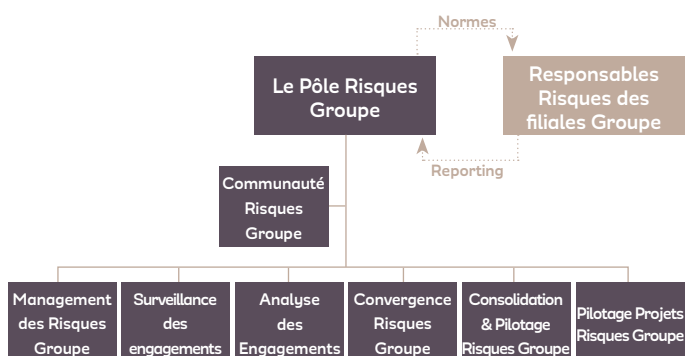 Normes
Le Pôle Risques
Groupe
Responsables
Risques des
filiales Groupe
Reporting
Communauté
Risques
Groupe
Management
des Risques
Groupe
Surveillance
des
engagements
Analyse
des
Engagements
Convergence
Risques
Groupe
Consolidation
& Pilotage
Risques Groupe
Pilotage Projets
Risques Groupe